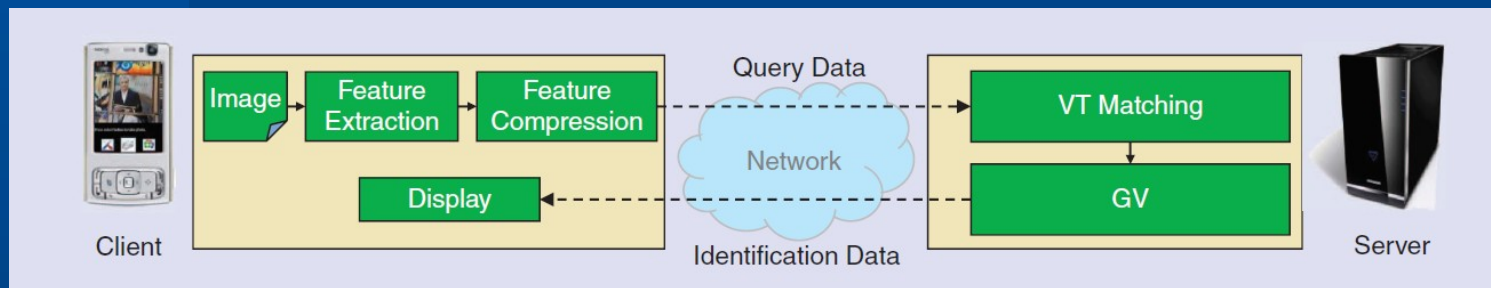 Query Data
Image
Feature
Extraction
Feature
Compression
VT Matching
Network
Display
GV
Client
Identification Data
Server